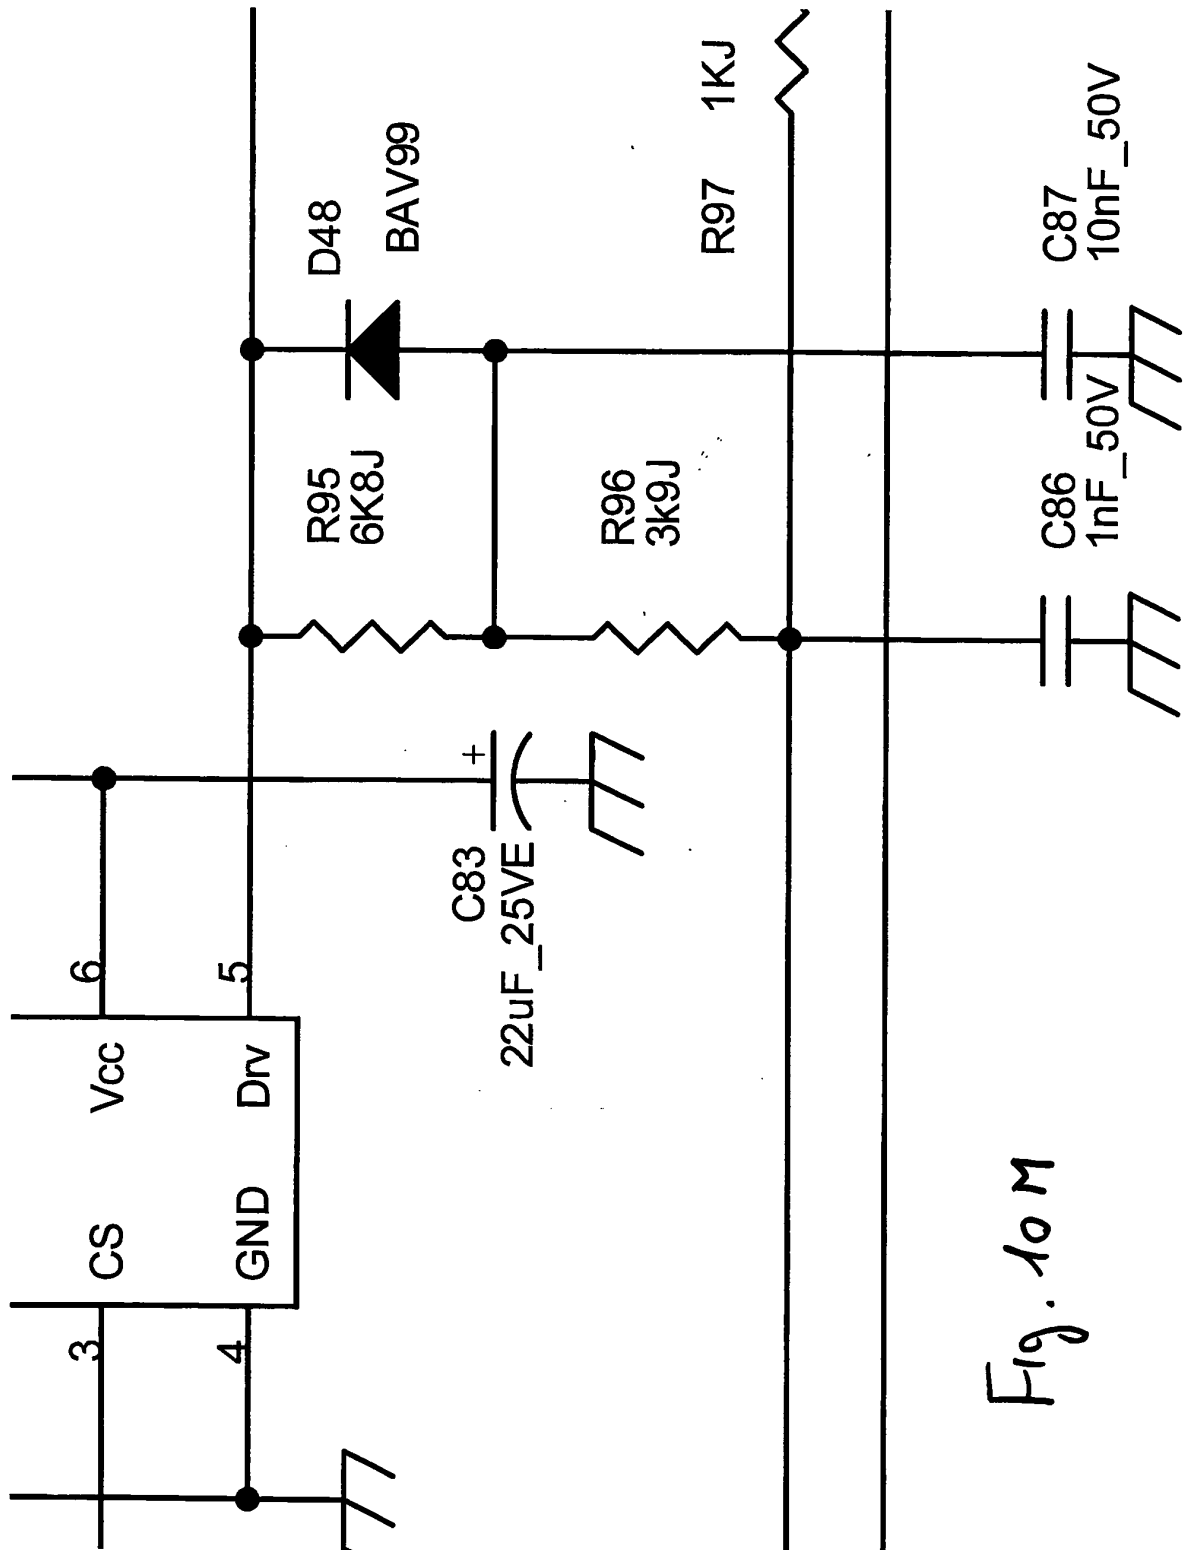 3
CS
Vcc
6
4
GND
Drv
5
C83
22uF_25VE
+
R95
6K8J
D48
BAV99
R96
3k9J
R97
1KJ
C86
1nF_50V
C87
10nF_50V
Fig. 10M